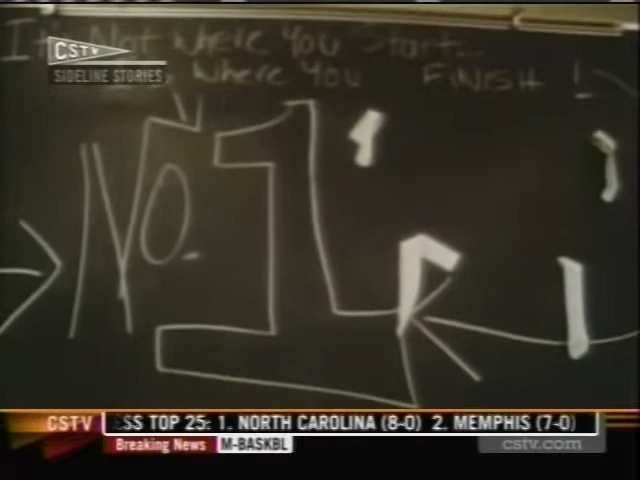 It's Not Where You Start...
Where You FINISH !
CSTV
SIDELINE STORIES
No. 1
CSTV
ESS TOP 25: 1. NORTH CAROLINA (8-0) 2. MEMPHIS (7-0)
Breaking News M-BASKBL
cstv.com